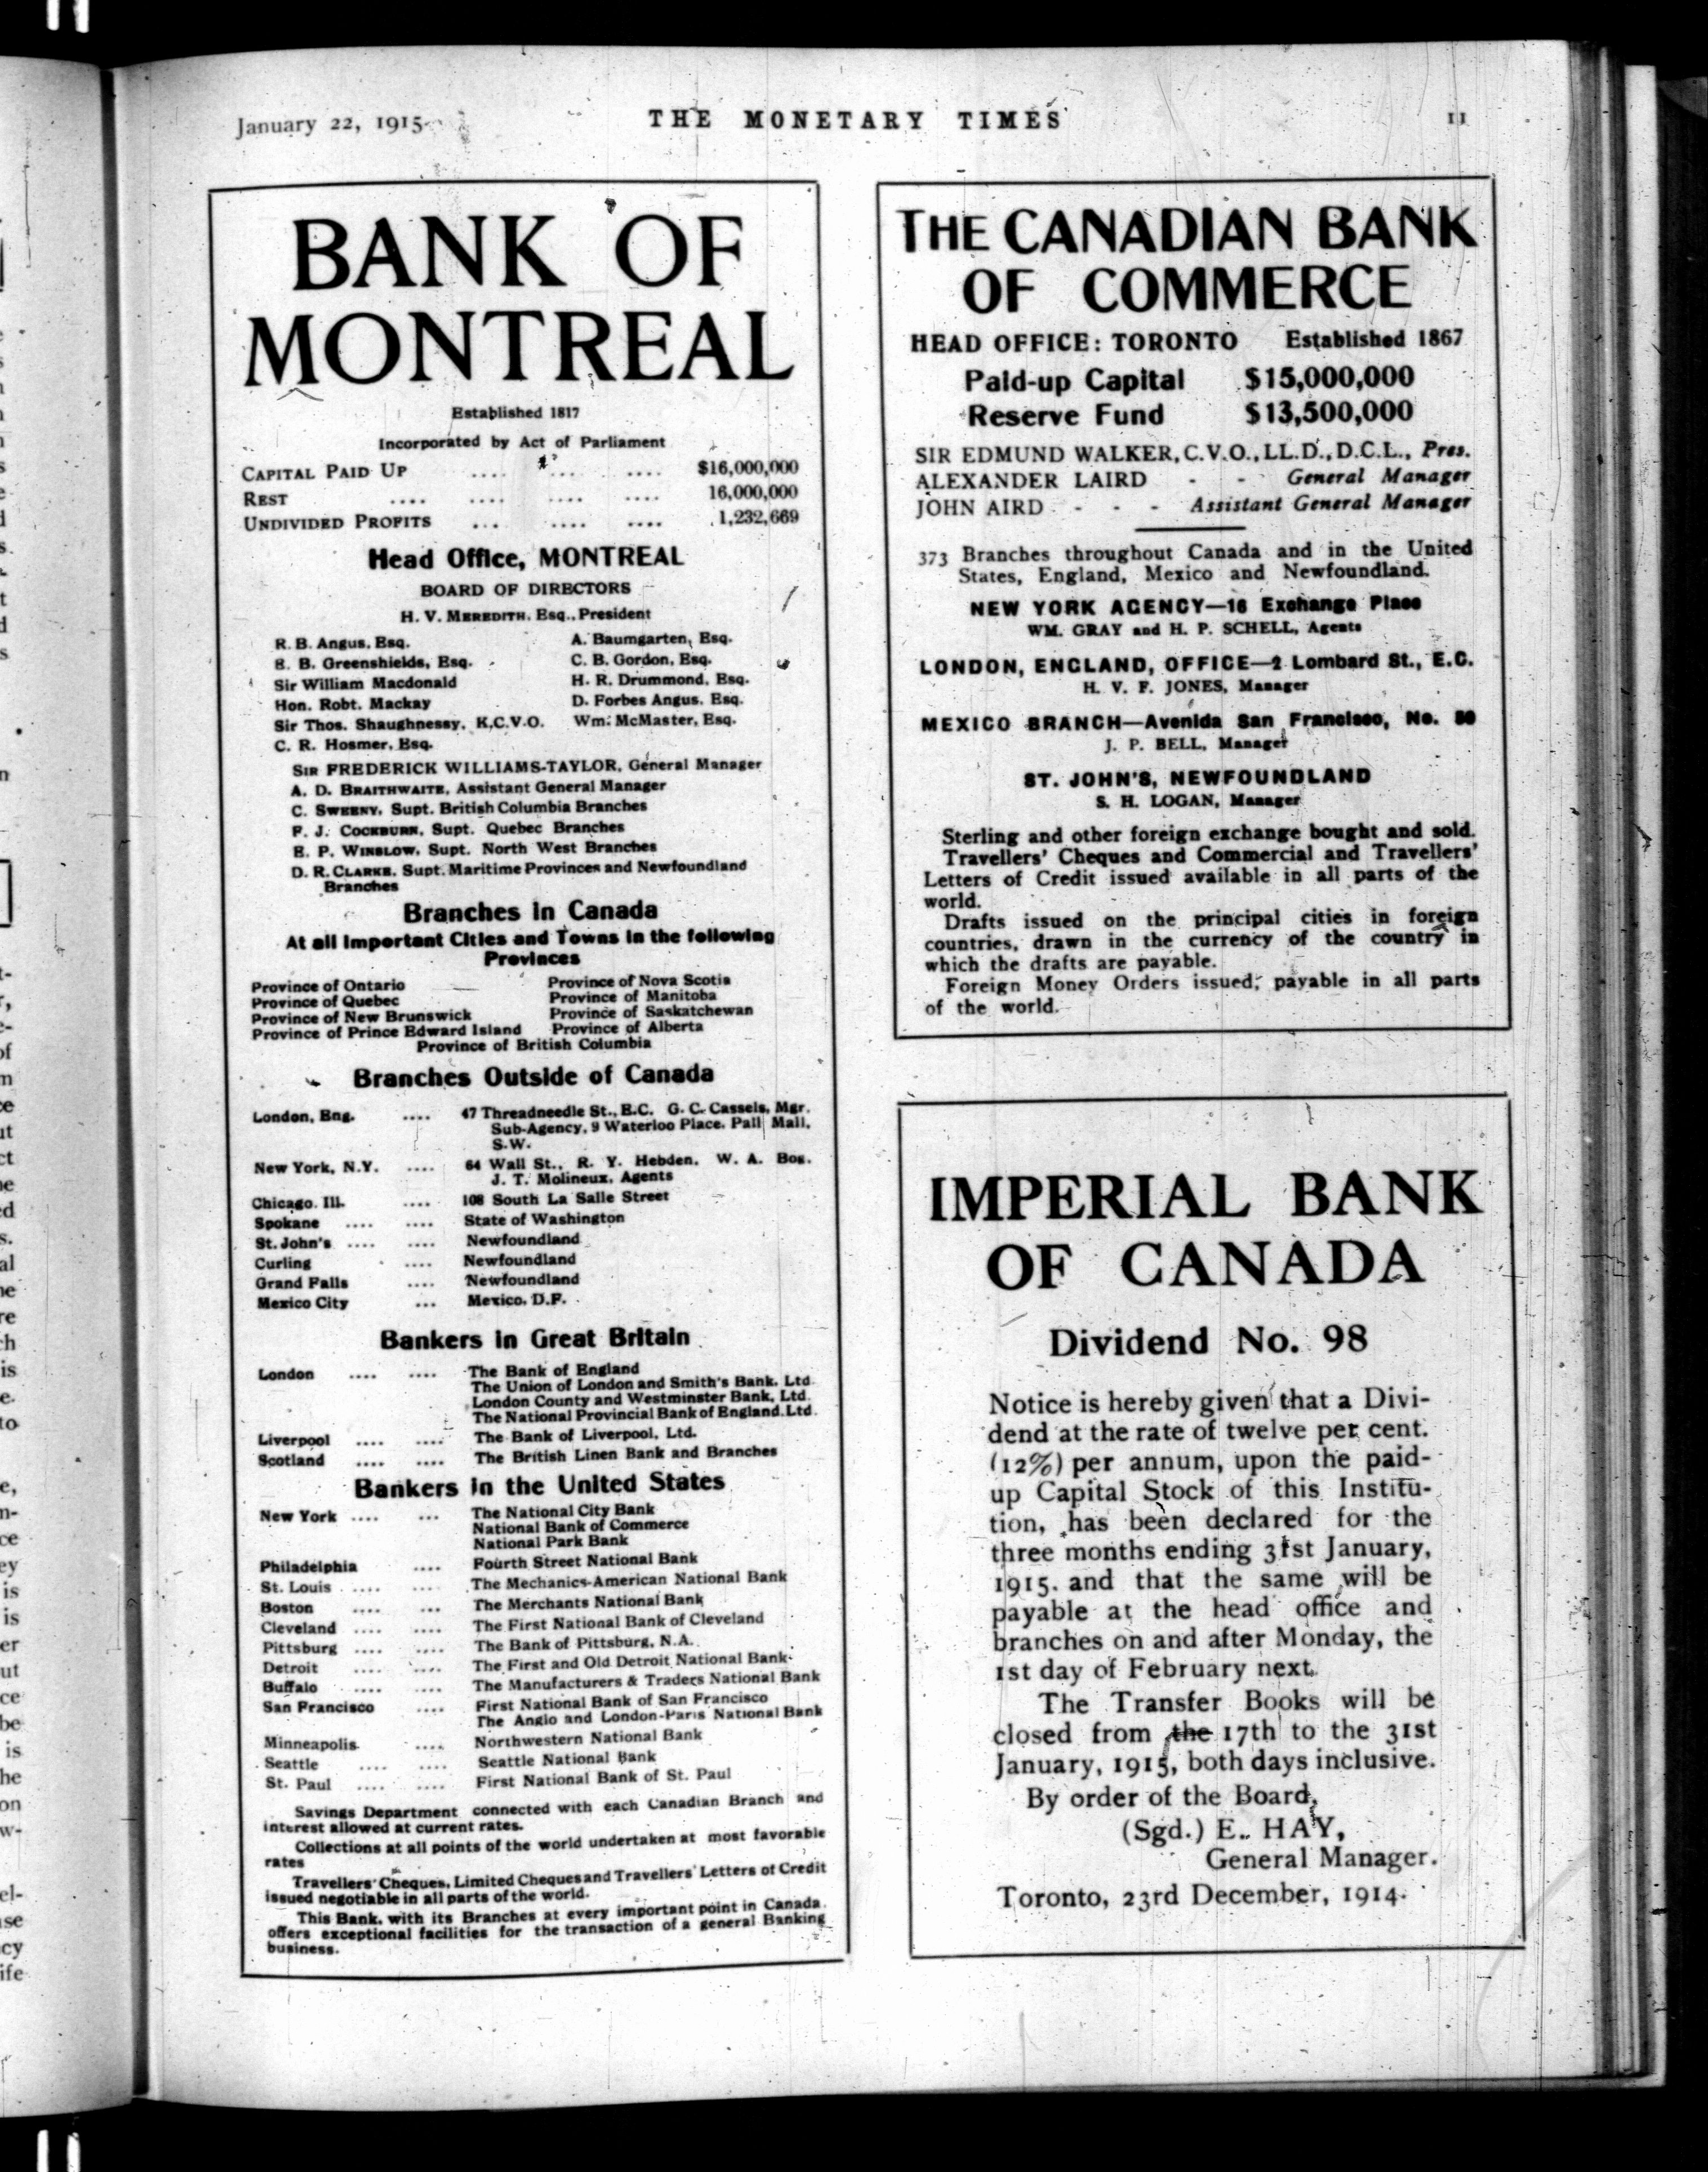 January 22, 1915
THE MONETARY TIMES
11
BANK OF
MONTREAL
Established 1817
Incorporated by Act of Parliament
CAPITAL PAID UP .... .... .... $16,000,000
REST .... .... .... .... 16,000,000
UNDIVIDED PROFITS ... .... .... 1,232,669
Head Office, MONTREAL
BOARD OF DIRECTORS
H. V. MEREDITH, Esq., President
R. B. Angus, Esq. A. Baumgarten, Esq.
E. B. Greenshields, Esq. C. B. Gordon, Esq.
Sir William Macdonald H. R. Drummond, Esq.
Hon. Robt. Mackay D. Forbes Angus, Esq.
Sir Thos. Shaughnessy, K.C.V.O. Wm. McMaster, Esq.
C. R. Hosmer, Esq.
SIR FREDERICK WILLIAMS-TAYLOR, General Manager
A. D. BRAITHWAITE, Assistant General Manager
C. SWEENY, Supt. British Columbia Branches
F. J. COCKBURN, Supt. Quebec Branches
E. P. WINSLOW, Supt. North West Branches
D. R. CLARKE, Supt. Maritime Provinces and Newfoundland
Branches
Branches in Canada
At all Important Cities and Towns in the following
Provinces
Province of Ontario Province of Nova Scotia
Province of Quebec Province of Manitoba
Province of New Brunswick Province of Saskatchewan
Province of Prince Edward Island Province of Alberta
Province of British Columbia
Branches Outside of Canada
London, Eng. .... 47 Threadneedle St., E.C. G. C. Cassels, Mgr.
Sub-Agency, 9 Waterloo Place, Pall Mall,
S.W.
New York, N.Y. .... 64 Wall St., R. Y. Hebden, W. A. Bog,
J. T. Molineux, Agents
Chicago, Ill. .... 108 South La Salle Street
Spokane .... .... State of Washington
St. John's .... .... Newfoundland
Curling .... Newfoundland
Grand Falls .... Newfoundland
Mexico City ... Mexico, D.F.
Bankers in Great Britain
London .... .... The Bank of England
The Union of London and Smith's Bank, Ltd.
London County and Westminster Bank, Ltd.
The National Provincial Bank of England, Ltd.
Liverpool .... .... The Bank of Liverpool, Ltd.
Scotland .... .... The British Linen Bank and Branches
Bankers in the United States
New York .... ... The National City Bank
National Bank of Commerce
National Park Bank
Philadelphia .... Fourth Street National Bank
St. Louis .... .... The Mechanics-American National Bank
Boston .... ... The Merchants National Bank
Cleveland .... .... The First National Bank of Cleveland
Pittsburg .... .... The Bank of Pittsburg, N.A.
Detroit .... .... The First and Old Detroit National Bank
Buffalo .... .... The Manufacturers & Traders National Bank
San Francisco .... First National Bank of San Francisco
The Anglo and London-Paris National Bank
Minneapolis .... Northwestern National Bank
Seattle .... .... Seattle National Bank
St. Paul .... .... First National Bank of St. Paul
Savings Department connected with each Canadian Branch and
interest allowed at current rates.
Collections at all points of the world undertaken at most favorable
rates
Travellers' Cheques, Limited Cheques and Travellers' Letters of Credit
issued negotiable in all parts of the world.
This Bank, with its Branches at every important point in Canada,
offers exceptional facilities for the transaction of a general Banking
business.
THE CANADIAN BANK
OF COMMERCE
HEAD OFFICE: TORONTO Established 1867
Paid-up Capital $15,000,000
Reserve Fund $13,500,000
SIR EDMUND WALKER, C.V.O., LL.D., D.C.L., Pres.
ALEXANDER LAIRD - - General Manager
JOHN AIRD - - - Assistant General Manager
373 Branches throughout Canada and in the United
States, England, Mexico and Newfoundland.
NEW YORK AGENCY—16 Exchange Place
WM. GRAY and H. P. SCHELL, Agents
LONDON, ENGLAND, OFFICE—2 Lombard St., E.C.
H. V. F. JONES, Manager
MEXICO BRANCH—Avenida San Francisco, No. 50
J. P. BELL, Manager
ST. JOHN'S, NEWFOUNDLAND
S. H. LOGAN, Manager
Sterling and other foreign exchange bought and sold.
Travellers' Cheques and Commercial and Travellers'
Letters of Credit issued available in all parts of the
world.
Drafts issued on the principal cities in foreign
countries, drawn in the currency of the country in
which the drafts are payable.
Foreign Money Orders issued, payable in all parts
of the world.
IMPERIAL BANK
OF CANADA
Dividend No. 98
Notice is hereby given that a Divi-
dend at the rate of twelve per cent.
(12%) per annum, upon the paid-
up Capital Stock of this Institu-
tion, has been declared for the
three months ending 31st January,
1915, and that the same will be
payable at the head office and
branches on and after Monday, the
1st day of February next.
The Transfer Books will be
closed from the 17th to the 31st
January, 1915, both days inclusive.
By order of the Board,
(Sgd.) E. HAY,
General Manager.
Toronto, 23rd December, 1914.